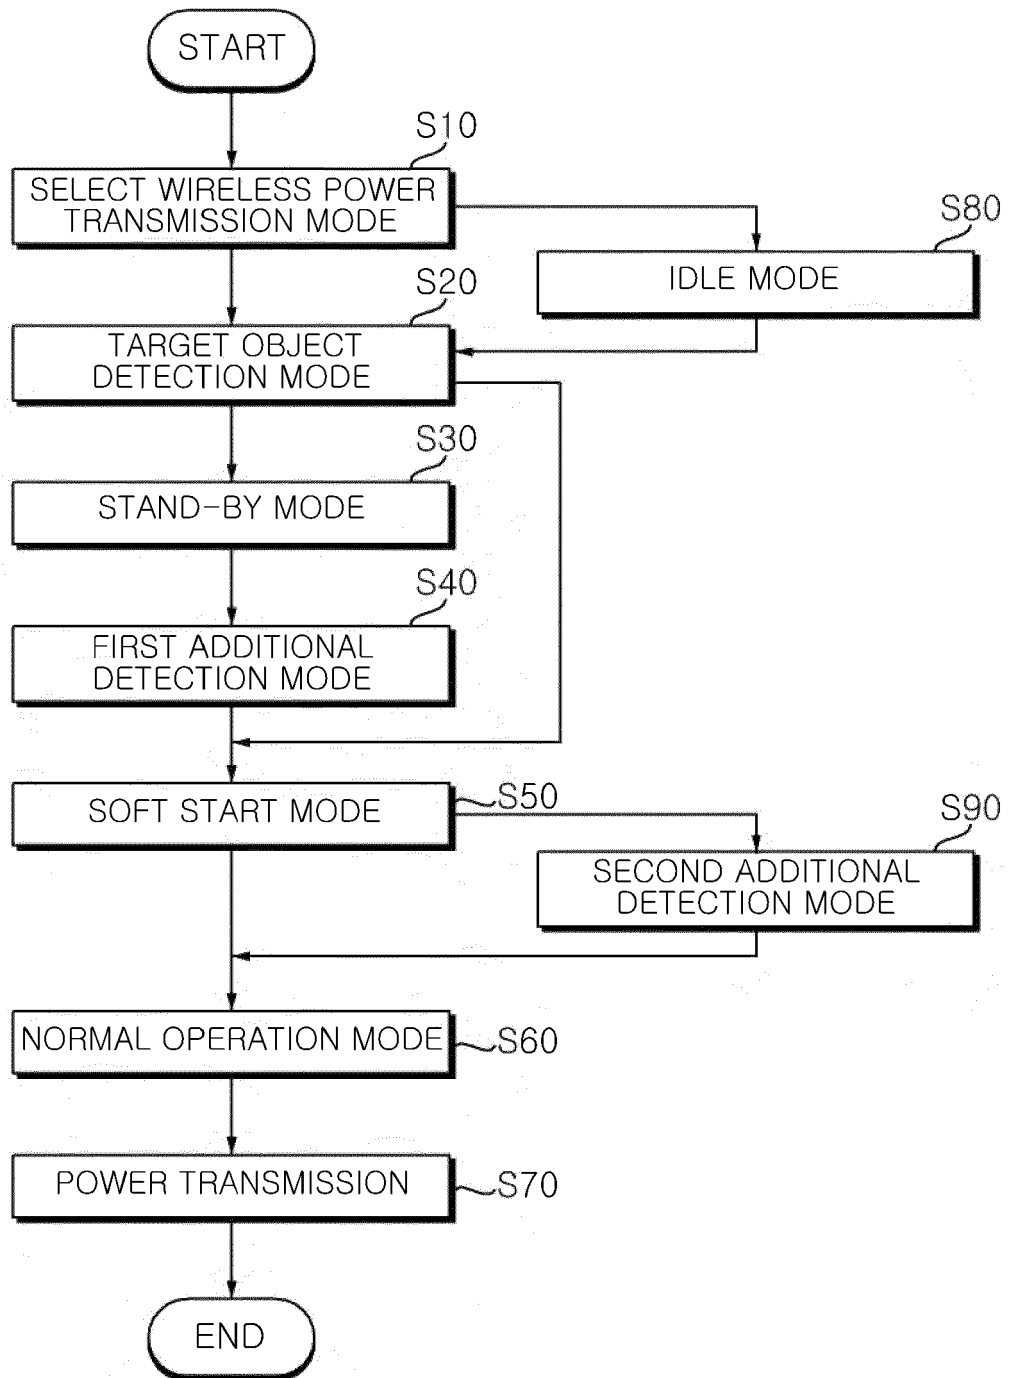 START
S10
SELECT WIRELESS POWER
TRANSMISSION MODE
S80
IDLE MODE
S20
TARGET OBJECT
DETECTION MODE
S30
STAND-BY MODE
S40
FIRST ADDITIONAL
DETECTION MODE
SOFT START MODE
S50
S90
SECOND ADDITIONAL
DETECTION MODE
NORMAL OPERATION MODE
S60
POWER TRANSMISSION
S70
END